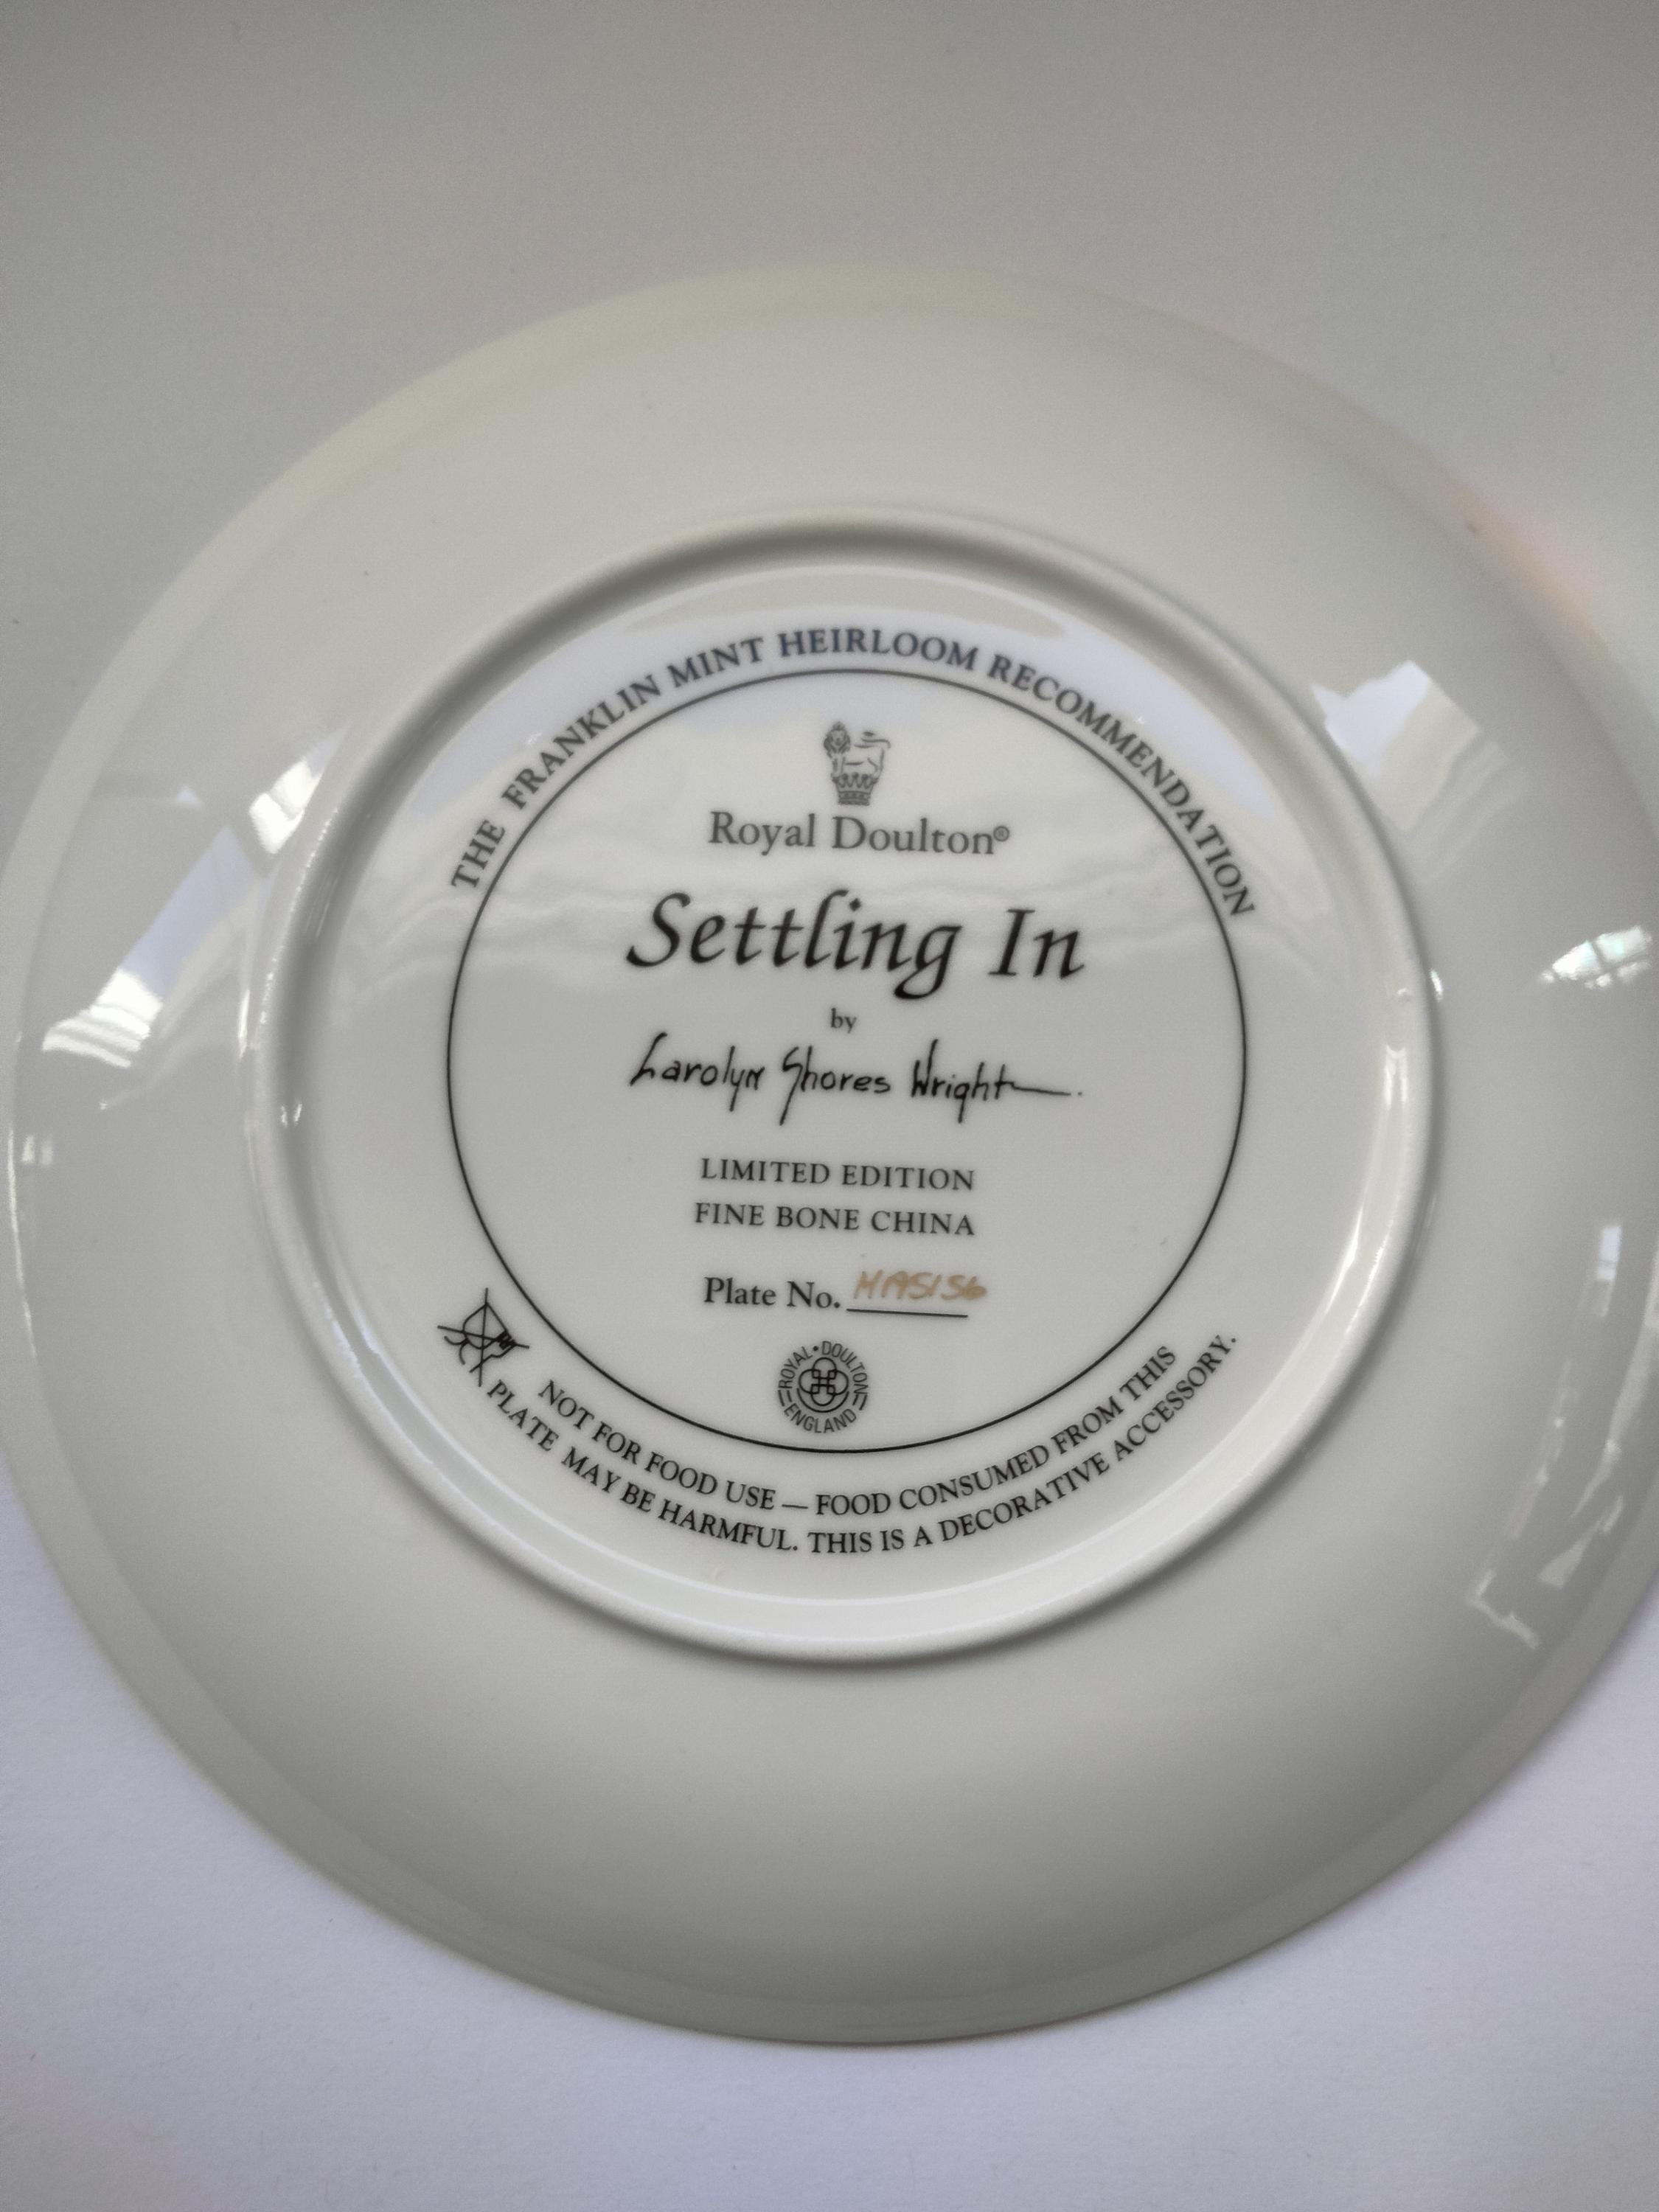 THE FRANKLIN MINT HEIRLOOM RECOMMENDATION
Royal Doulton®
Settling In
by
Carolyn Shores Wright
LIMITED EDITION
FINE BONE CHINA
Plate No. HA5156
ROYAL • DOULTON
ENGLAND
NOT FOR FOOD USE — FOOD CONSUMED FROM THIS
PLATE MAY BE HARMFUL. THIS IS A DECORATIVE ACCESSORY.